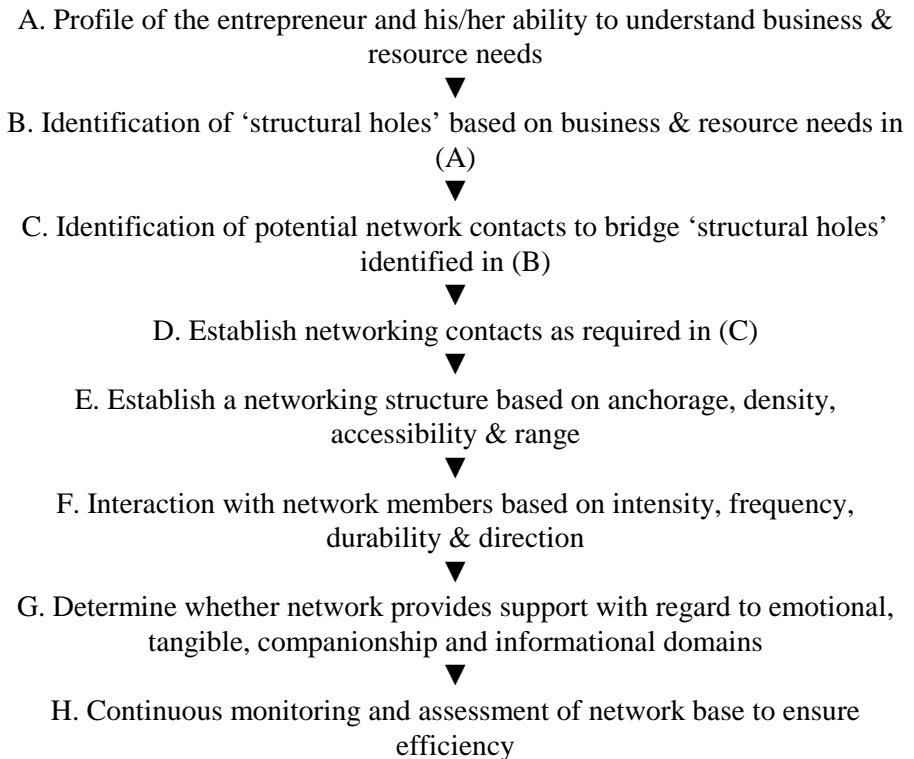 A. Profile of the entrepreneur and his/her ability to understand business &
resource needs
B. Identification of ‘structural holes’ based on business & resource needs in
(A)
C. Identification of potential network contacts to bridge ‘structural holes’
identified in (B)
D. Establish networking contacts as required in (C)
E. Establish a networking structure based on anchorage, density,
accessibility & range
F. Interaction with network members based on intensity, frequency,
durability & direction
G. Determine whether network provides support with regard to emotional,
tangible, companionship and informational domains
H. Continuous monitoring and assessment of network base to ensure
efficiency